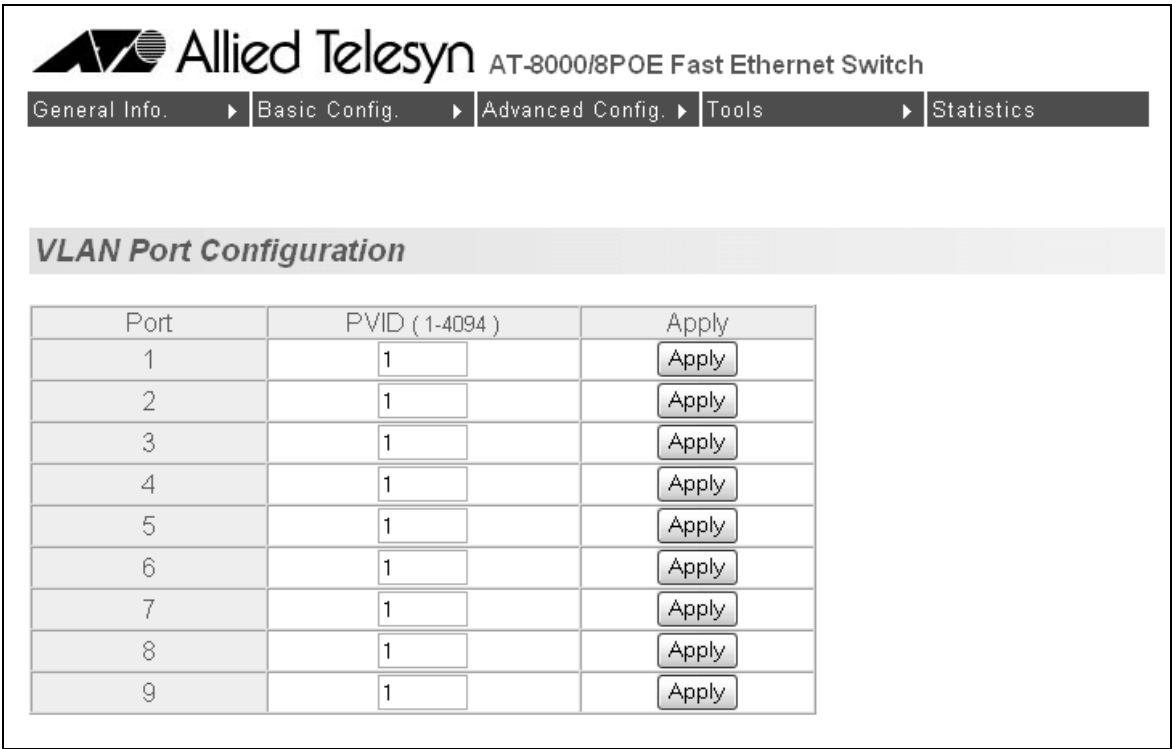 Allied Telesyn AT-8000/8POE Fast Ethernet Switch
General Info. Basic Config. Advanced Config. Tools Statistics
VLAN Port Configuration
Port PVID ( 1-4094 ) Apply
1 1 Apply
2 1 Apply
3 1 Apply
4 1 Apply
5 1 Apply
6 1 Apply
7 1 Apply
8 1 Apply
9 1 Apply